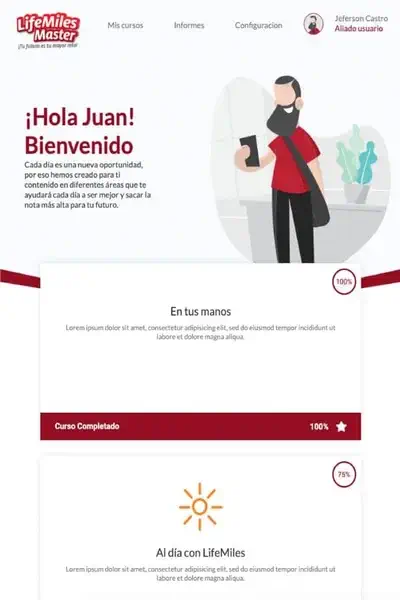 LifeMiles
Master
¡Tu futuro es tu mayor reto!
Mis cursos
Informes
Configuracion
Jeferson Castro
Aliado usuario
¡Hola Juan!
Bienvenido
Cada día es una nueva oportunidad,
por eso hemos creado para ti
contenido en diferentes áreas que te
ayudará cada día a ser mejor y sacar la
nota más alta para tu futuro.
100%
En tus manos
Lorem ipsum dolor sit amet, consectetur adipisicing elit, sed do eiusmod tempor incididunt ut
labore et dolore magna aliqua.
Curso Completado
100%
75%
Al día con LifeMiles
Lorem ipsum dolor sit amet, consectetur adipisicing elit, sed do eiusmod tempor incididunt ut
labore et dolore magna aliqua.